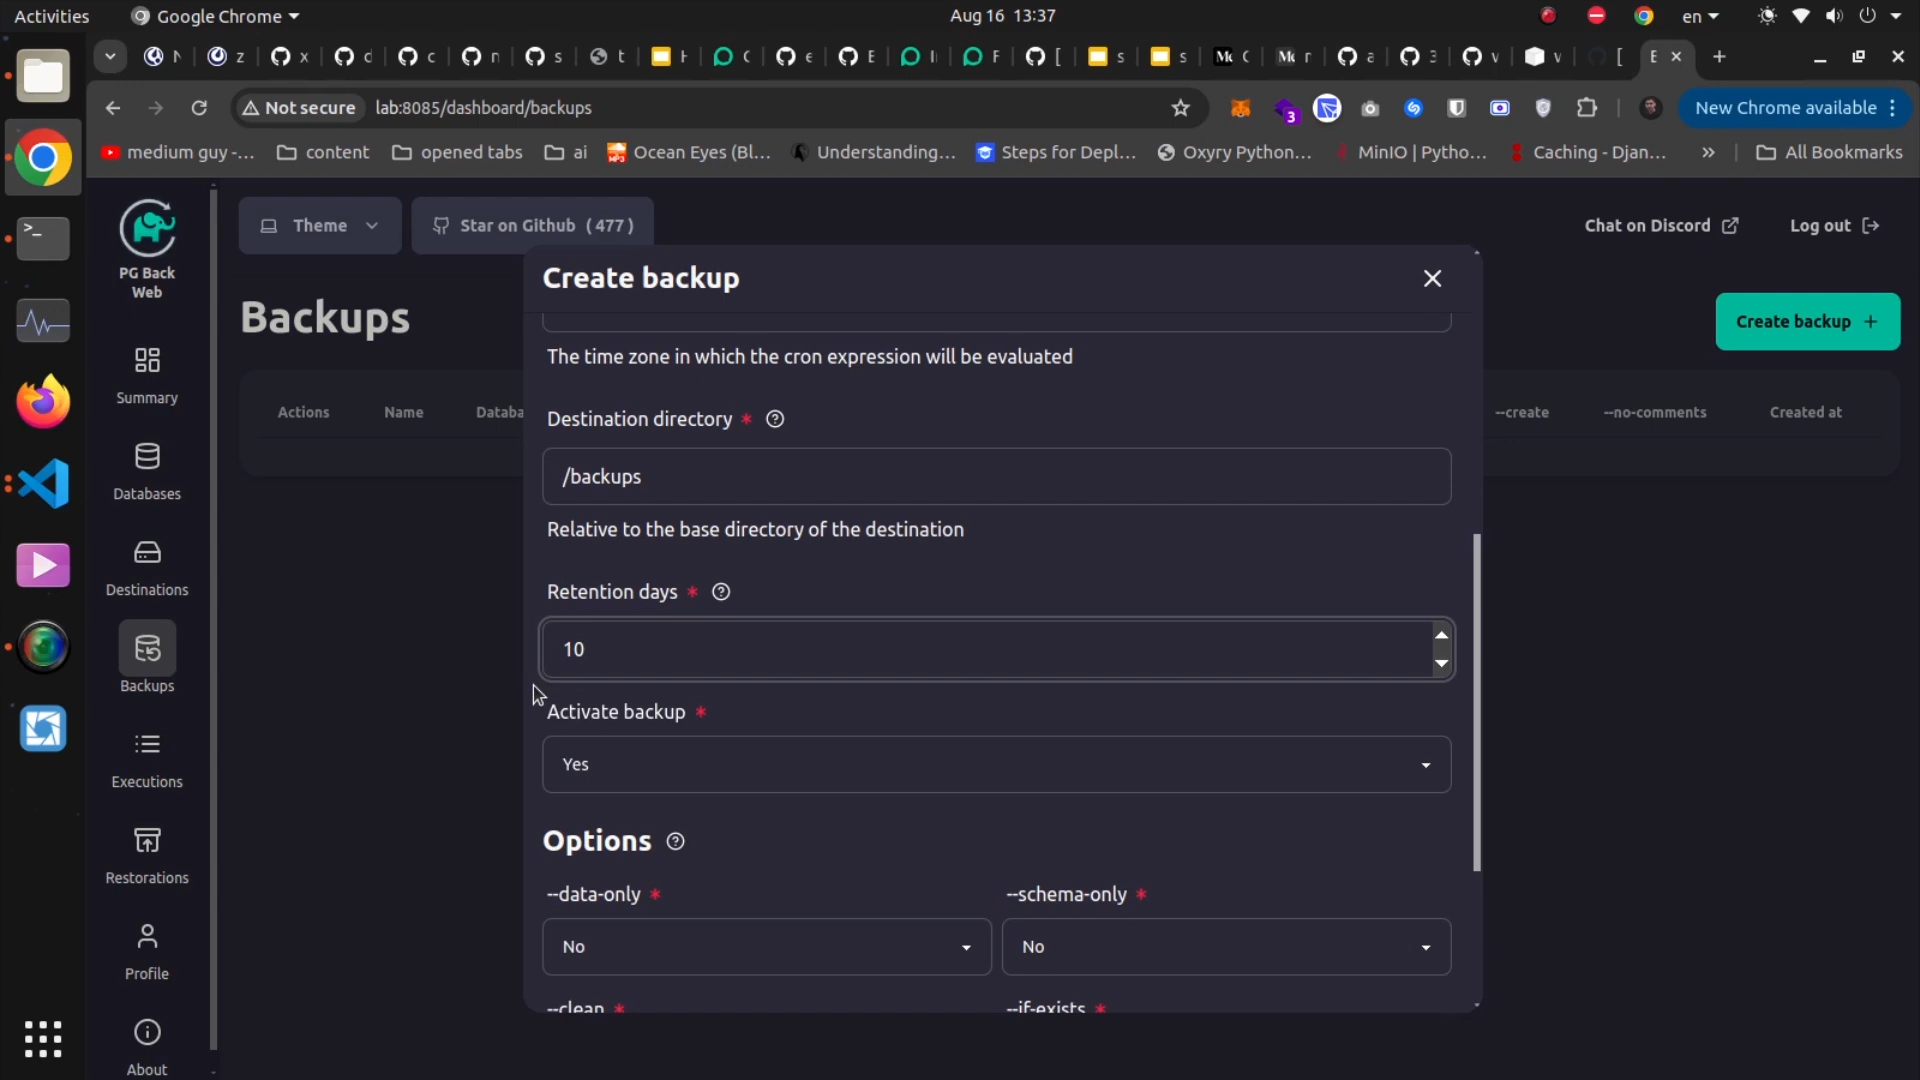 Activities
Google Chrome
Aug 16 13:37
en
Not secure
lab:8085/dashboard/backups
3
New Chrome available
medium guy -...
content
opened tabs
ai
Ocean Eyes (Bl...
Understanding...
Steps for Depl...
Oxyry Python...
MinIO | Pytho...
Caching - Djan...
»
All Bookmarks
PG Back
Web
Theme
Star on Github (477)
Chat on Discord
Log out
Backups
Create backup +
Summary
Databases
Destinations
Backups
Executions
Restorations
Profile
About
Actions
Name
Databa
--create
--no-comments
Created at
Create backup
The time zone in which the cron expression will be evaluated
Destination directory *
/backups
Relative to the base directory of the destination
Retention days *
10
Activate backup *
Yes
Options
--data-only *
--schema-only *
No
No
--clean *
--if-exists *